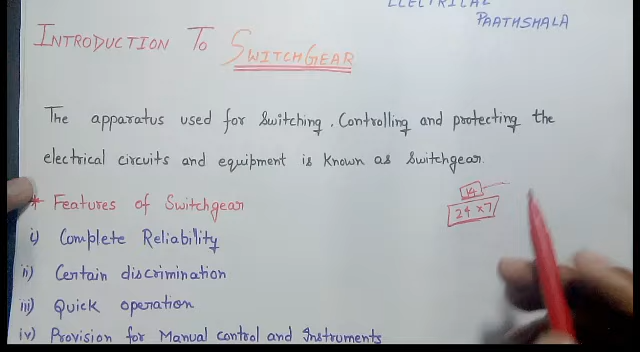 ELECTRICAL
PAATHSHALA
INTRODUCTION TO SWITCHGEAR
The apparatus used for Switching, Controlling and protecting the
electrical circuits and equipment is known as Switchgear.
* Features of Switchgear
24 x 7
i) Complete Reliability
ii) Certain discrimination
iii) Quick operation
iv) Provision for Manual control and Instruments